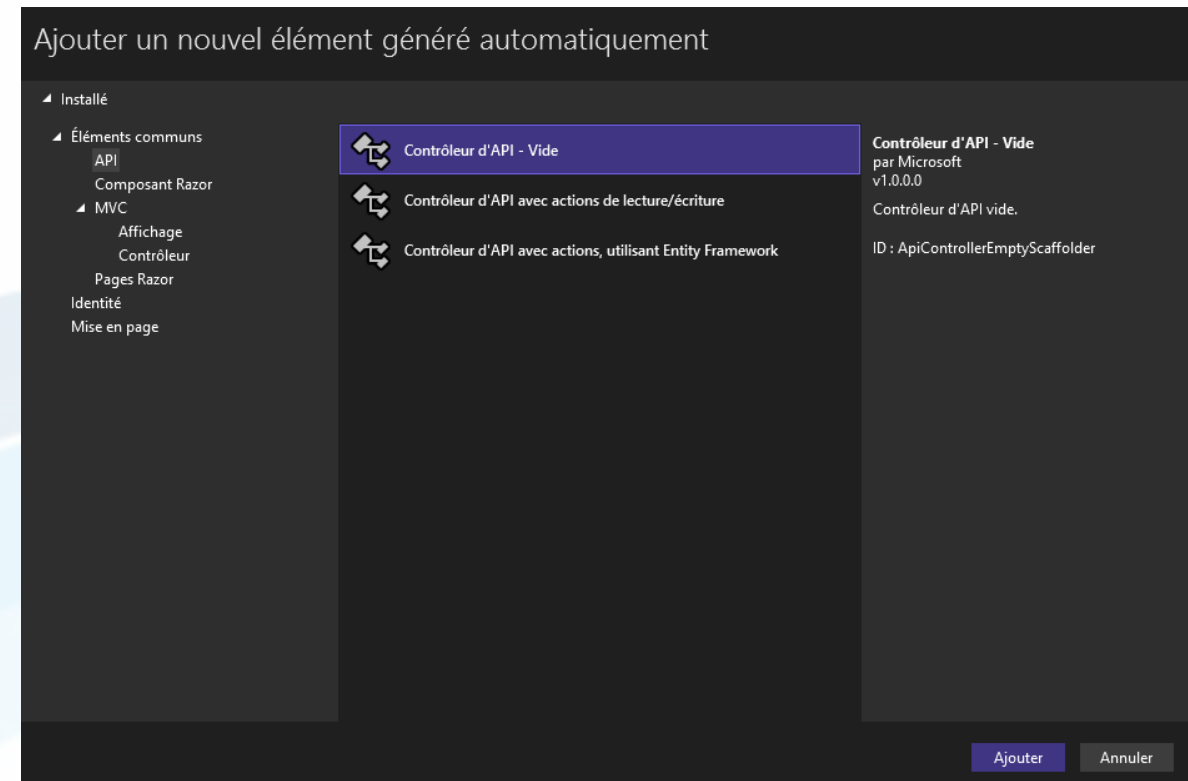 Ajouter un nouvel élément généré automatiquement
Installé
Éléments communs
API
Composant Razor
MVC
Affichage
Contrôleur
Pages Razor
Identité
Mise en page
Contrôleur d'API - Vide
Contrôleur d'API avec actions de lecture/écriture
Contrôleur d'API avec actions, utilisant Entity Framework
Contrôleur d'API - Vide
par Microsoft
v1.0.0.0
Contrôleur d'API vide.
ID : ApiControllerEmptyScaffolder
Ajouter
Annuler